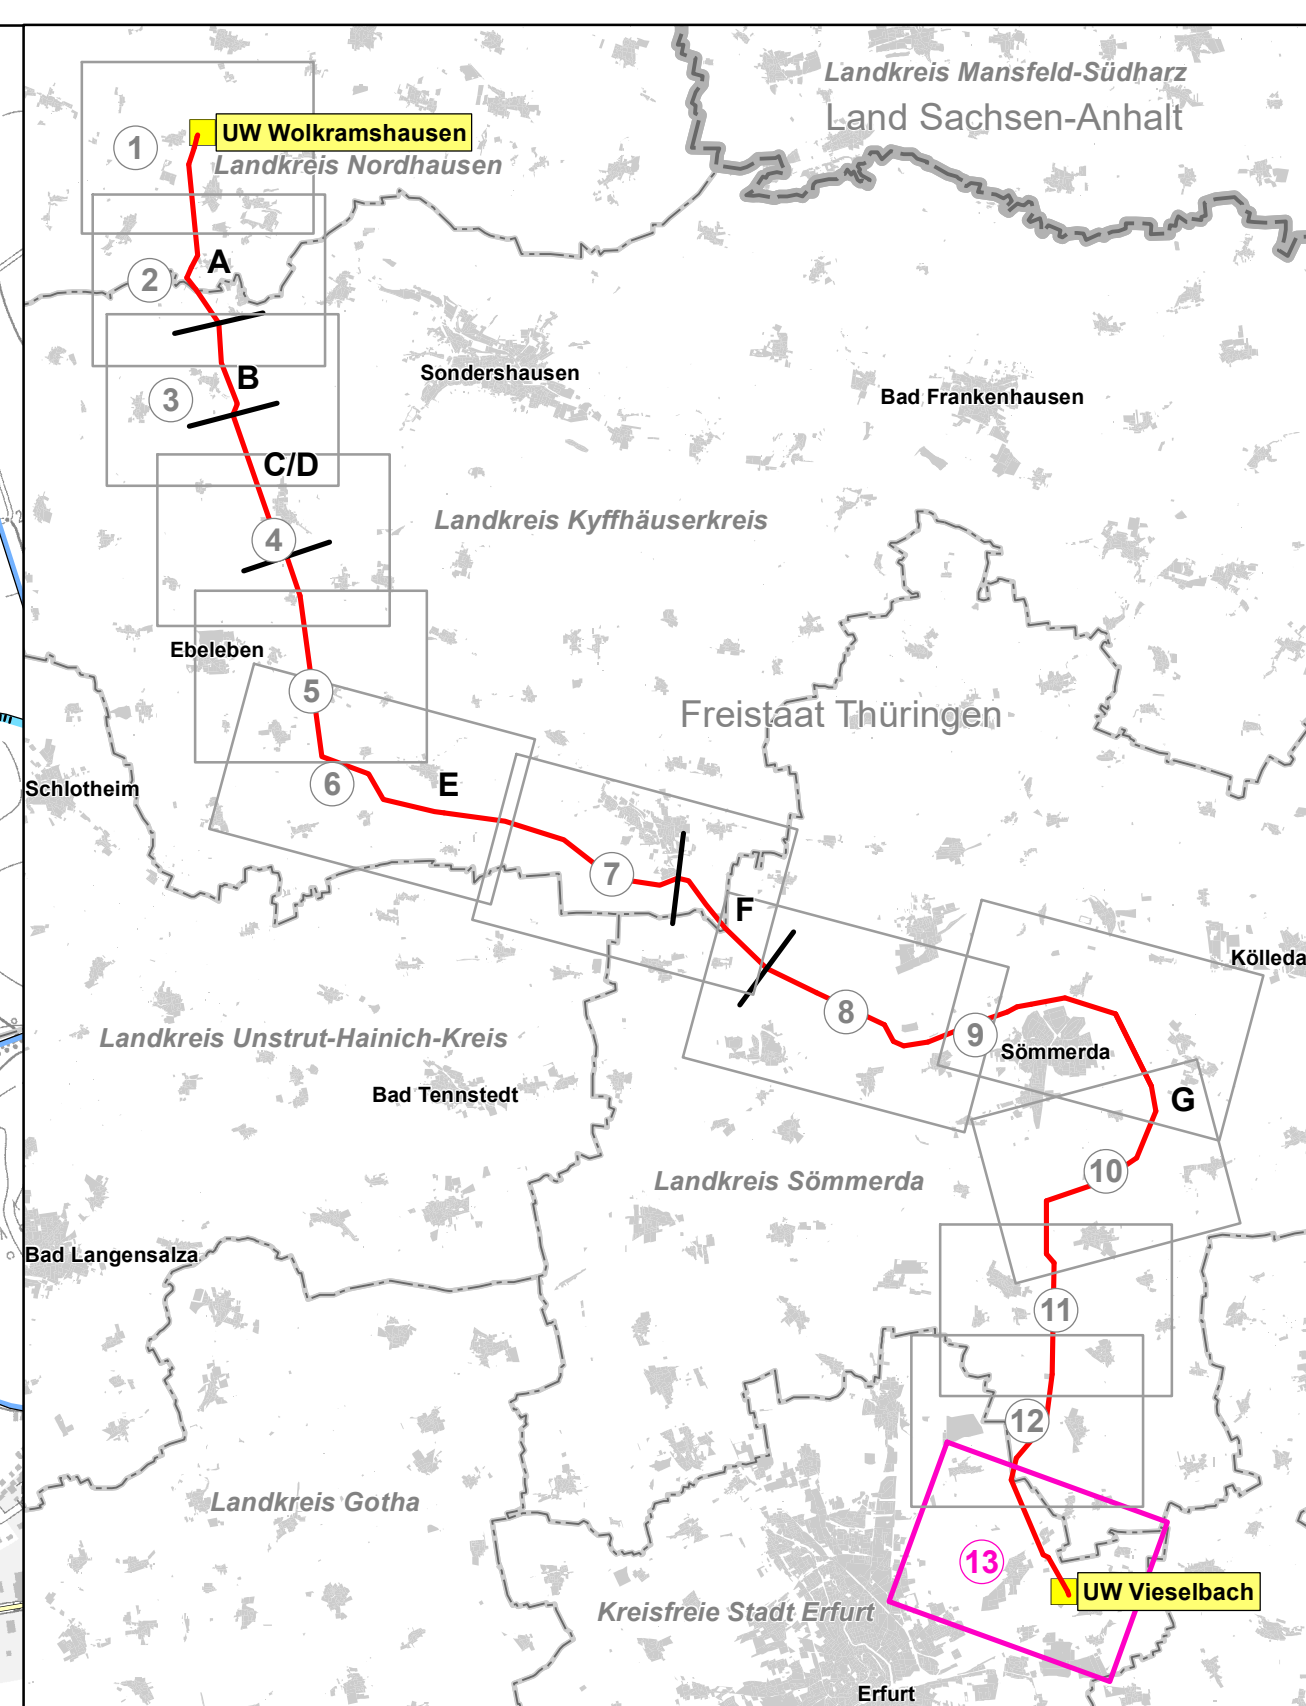 Landkreis Mansfeld-Südharz
Land Sachsen-Anhalt
UW Wolkramshausen
1
Landkreis Nordhausen
A
2
Sondershausen
B
Bad Frankenhausen
3
C/D
Landkreis Kyffhäuserkreis
4
Ebeleben
5
Freistaat Thüringen
Schlotheim
6
E
7
F
Kölleda
8
9
Landkreis Unstrut-Hainich-Kreis
Sömmerda
Bad Tennstedt
G
10
Landkreis Sömmerda
Bad Langensalza
11
12
Landkreis Gotha
13
UW Vieselbach
Kreisfreie Stadt Erfurt
Erfurt